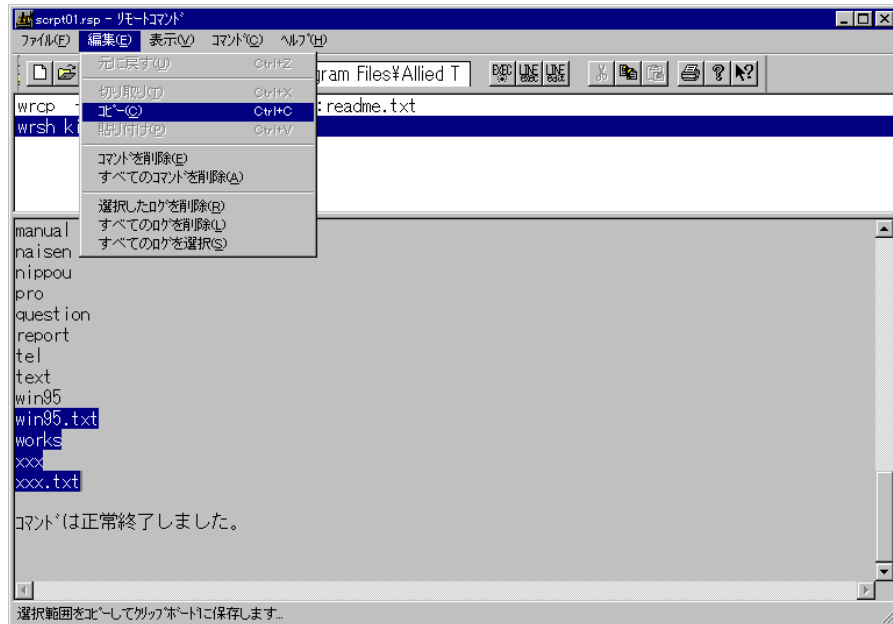 scrpt01.rsp - ﾘﾓｰﾄｺﾏﾝﾄﾞ
ﾌｧｲﾙ(F) 編集(E) 表示(V) ｺﾏﾝﾄﾞ(C) ﾍﾙﾌﾟ(H)
gram Files¥Allied T EXEC LINE EXEC LINE
元に戻す(U) Ctrl+Z
切り取り(T) Ctrl+X
ｺﾋﾟｰ(C) Ctrl+C
貼り付け(P) Ctrl+V
ｺﾏﾝﾄﾞを削除(E)
すべてのｺﾏﾝﾄﾞを削除(A)
選択したﾛｸﾞを削除(R)
すべてのﾛｸﾞを削除(L)
すべてのﾛｸﾞを選択(S)
wrcp :readme.txt
wrsh ki
manual
naisen
nippou
pro
question
report
tel
text
win95
win95.txt
works
xxx
xxx.txt
ｺﾏﾝﾄﾞは正常終了しました。
選択範囲をｺﾋﾟｰしてｸﾘｯﾌﾟﾎﾞｰﾄﾞに保存します...